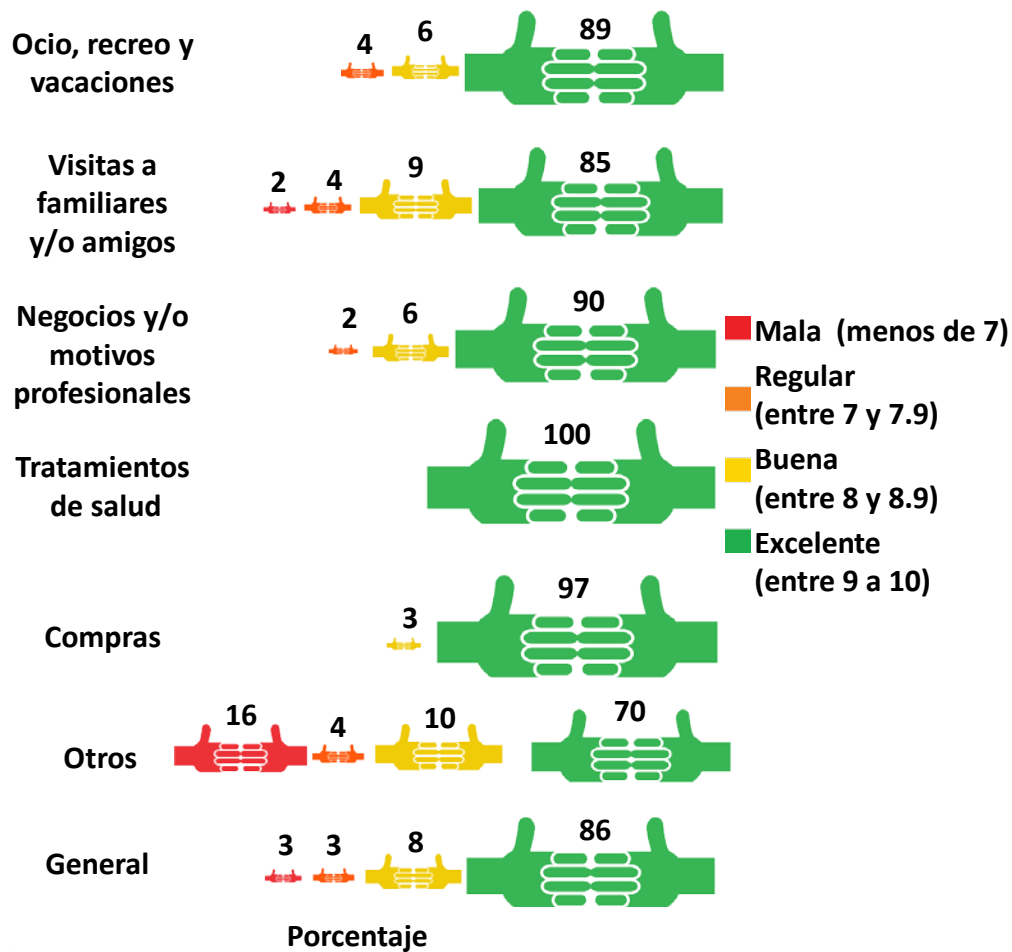 Ocio, recreo y
vacaciones
4
6
89
Visitas a
familiares
y/o amigos
2
4
9
85
Negocios y/o
motivos
profesionales
2
6
90
Tratamientos
de salud
100
Compras
3
97
Otros
16
4
10
70
General
3
3
8
86
Porcentaje
Mala (menos de 7)
Regular
(entre 7 y 7.9)
Buena
(entre 8 y 8.9)
Excelente
(entre 9 a 10)